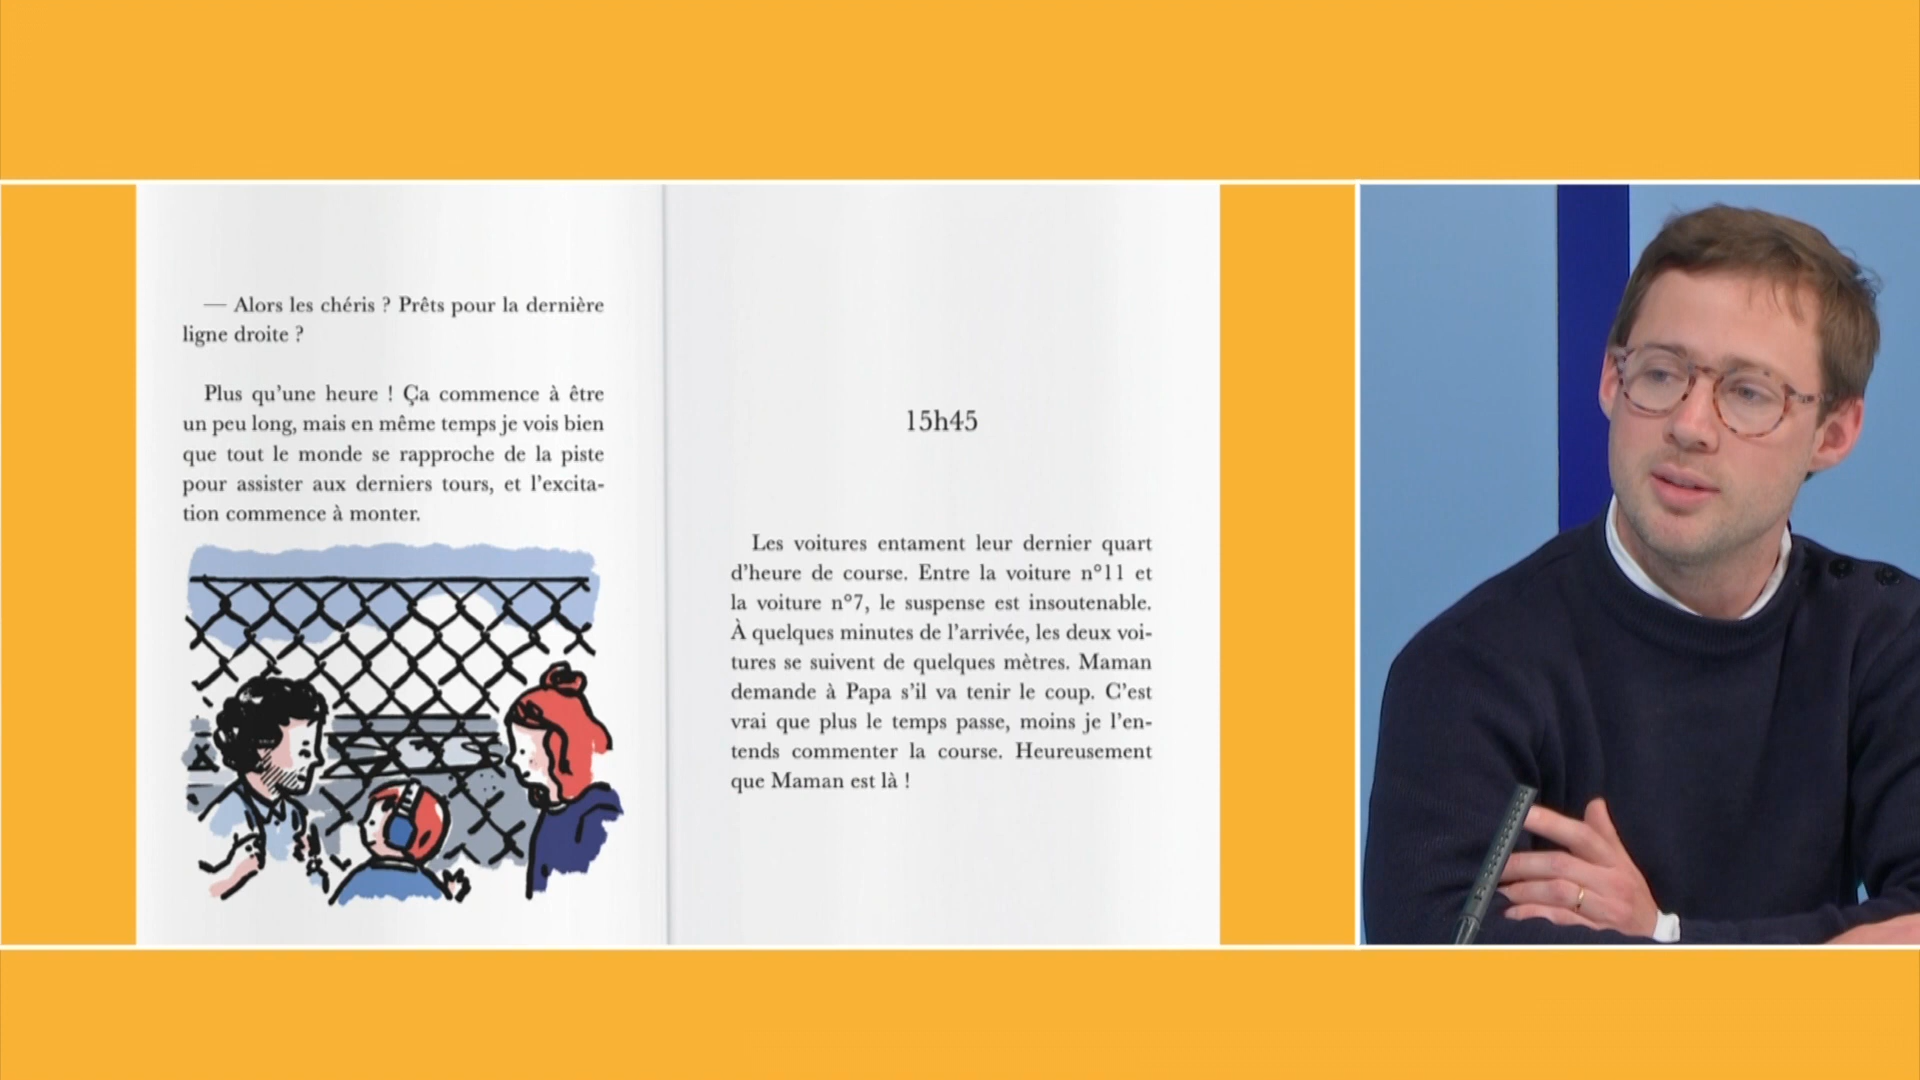 — Alors les chéris ? Prêts pour la dernière
ligne droite ?
Plus qu’une heure ! Ça commence à être
un peu long, mais en même temps je vois bien
que tout le monde se rapproche de la piste
pour assister aux derniers tours, et l’excita-
tion commence à monter.
15h45
Les voitures entament leur dernier quart
d’heure de course. Entre la voiture n°11 et
la voiture n°7, le suspense est insoutenable.
À quelques minutes de l’arrivée, les deux voi-
tures se suivent de quelques mètres. Maman
demande à Papa s’il va tenir le coup. C’est
vrai que plus le temps passe, moins je l’en-
tends commenter la course. Heureusement
que Maman est là !